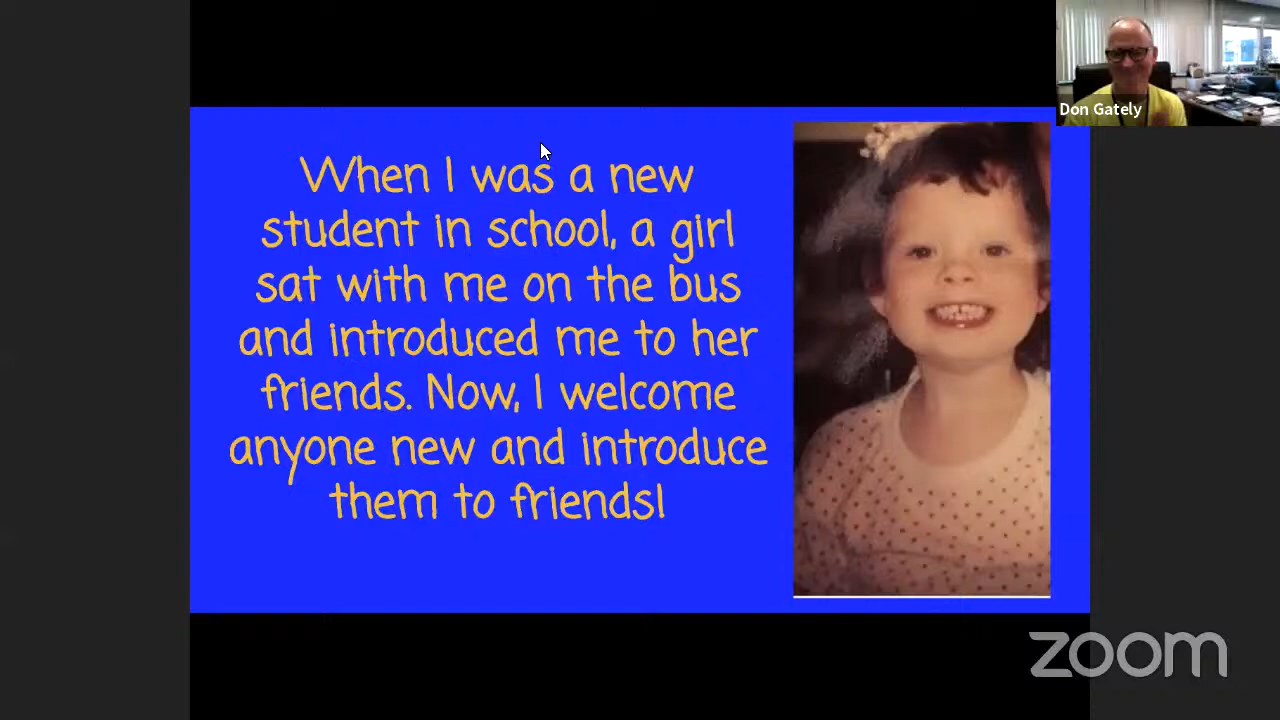 Don Gately
When I was a new
student in school, a girl
sat with me on the bus
and introduced me to her
friends. Now, I welcome
anyone new and introduce
them to friends!
zoom